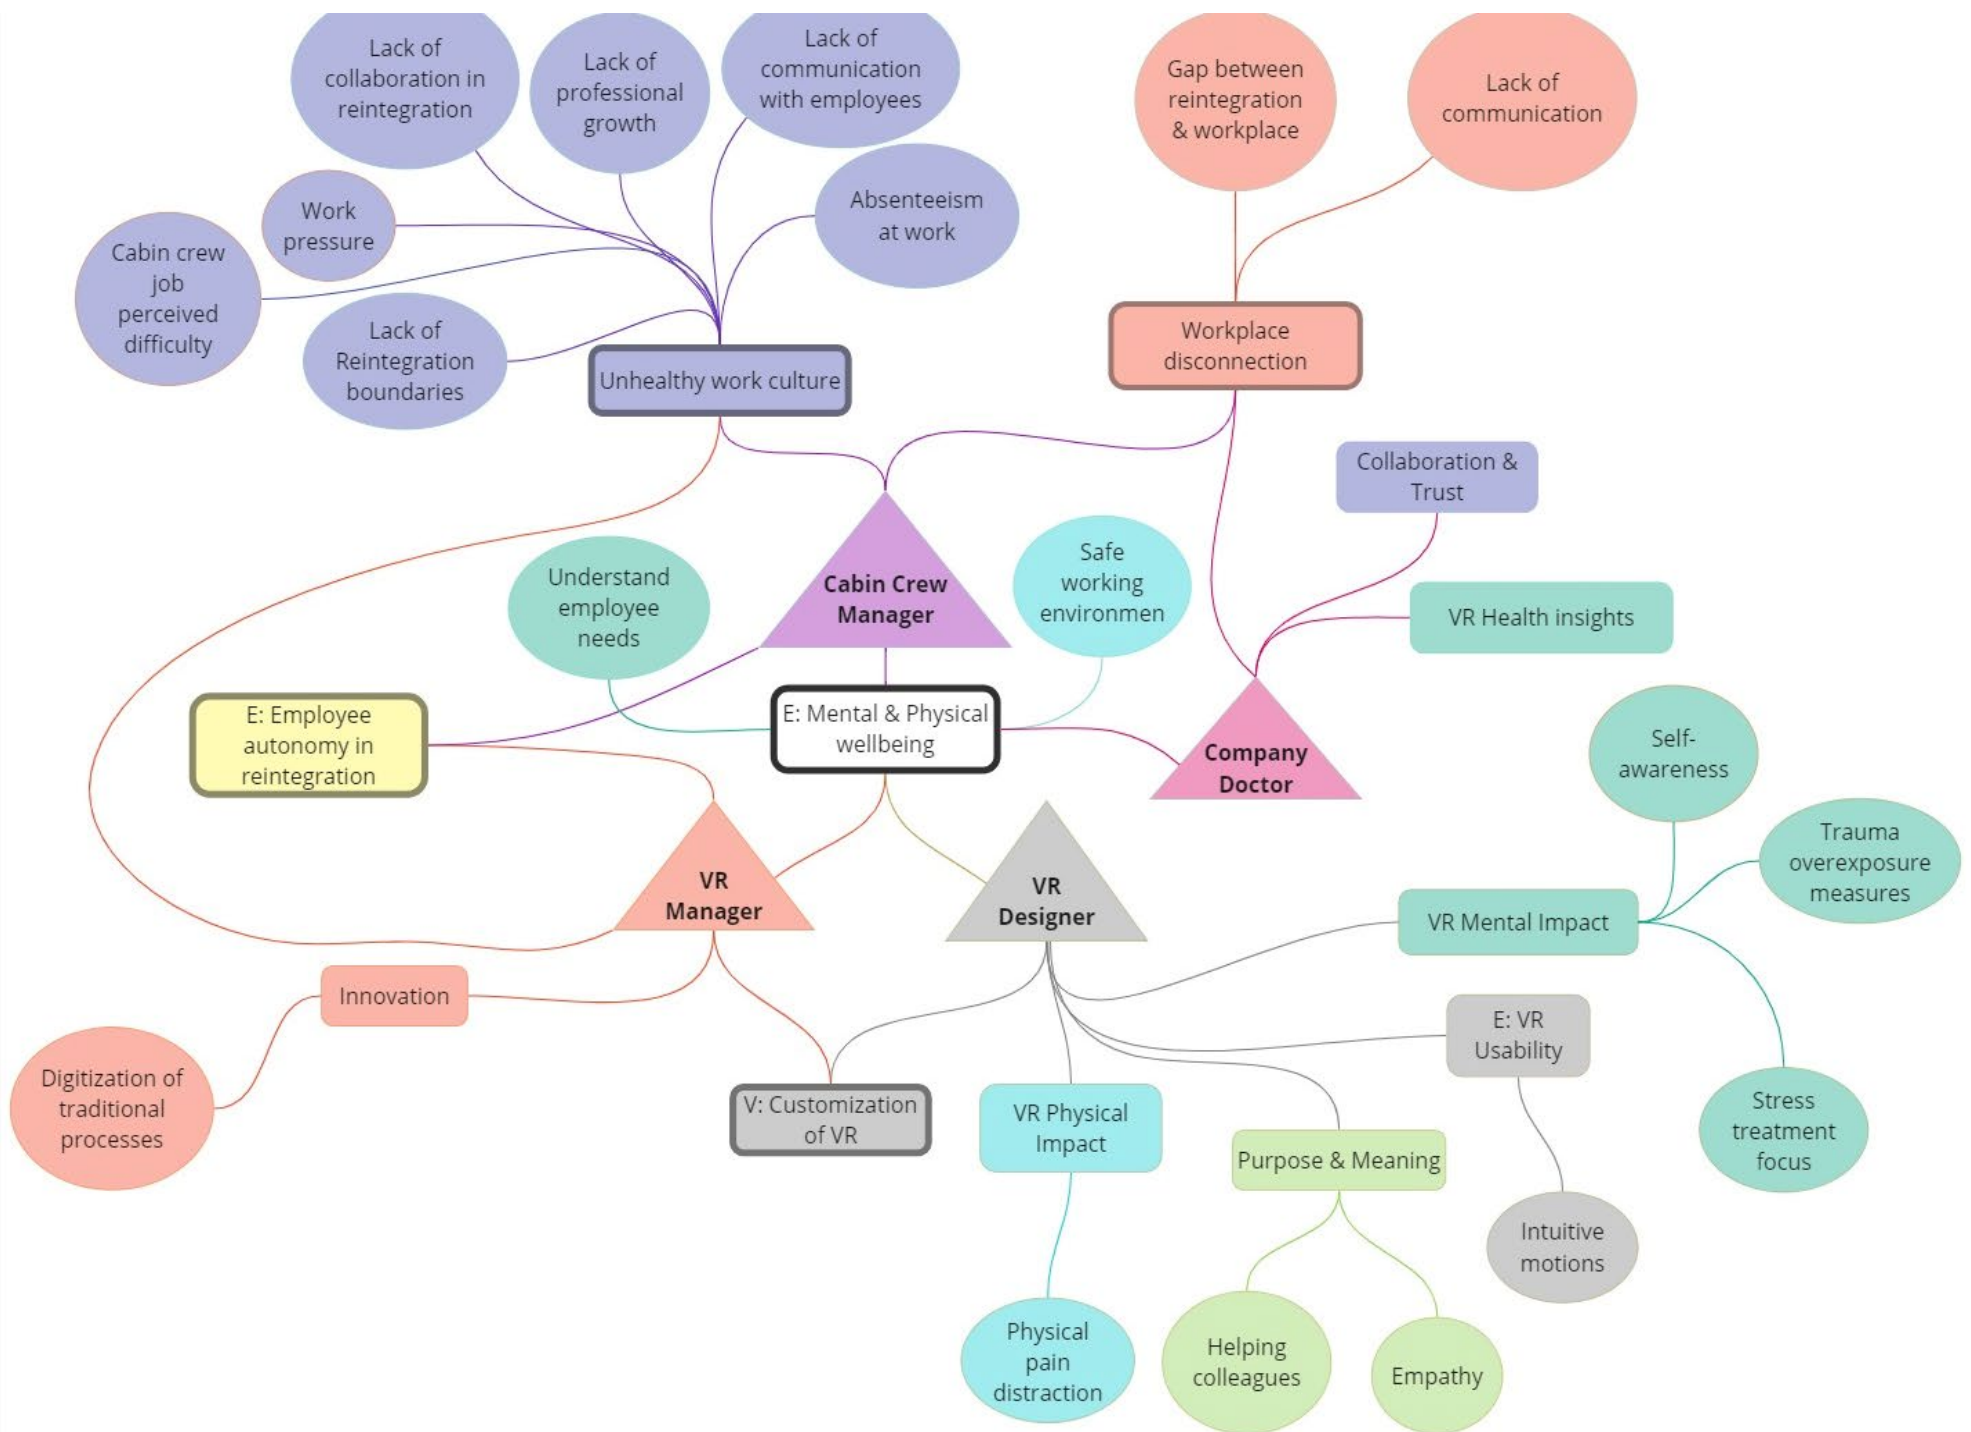 Lack of
collaboration in
reintegration
Lack of
professional
growth
Lack of
communication
with employees
Gap between
reintegration
& workplace
Lack of
communication
Work
pressure
Absenteeism
at work
Cabin crew
job
perceived
difficulty
Lack of
Reintegration
boundaries
Unhealthy work culture
Workplace
disconnection
Collaboration &
Trust
Understand
employee
needs
Cabin Crew
Manager
Safe
working
environmen
VR Health insights
E: Employee
autonomy in
reintegration
E: Mental & Physical
wellbeing
Company
Doctor
Self-
awareness
Trauma
overexposure
measures
VR
Manager
VR
Designer
VR Mental Impact
Innovation
E: VR
Usability
Digitization of
traditional
processes
V: Customization
of VR
VR Physical
Impact
Purpose & Meaning
Stress
treatment
focus
Intuitive
motions
Physical
pain
distraction
Helping
colleagues
Empathy